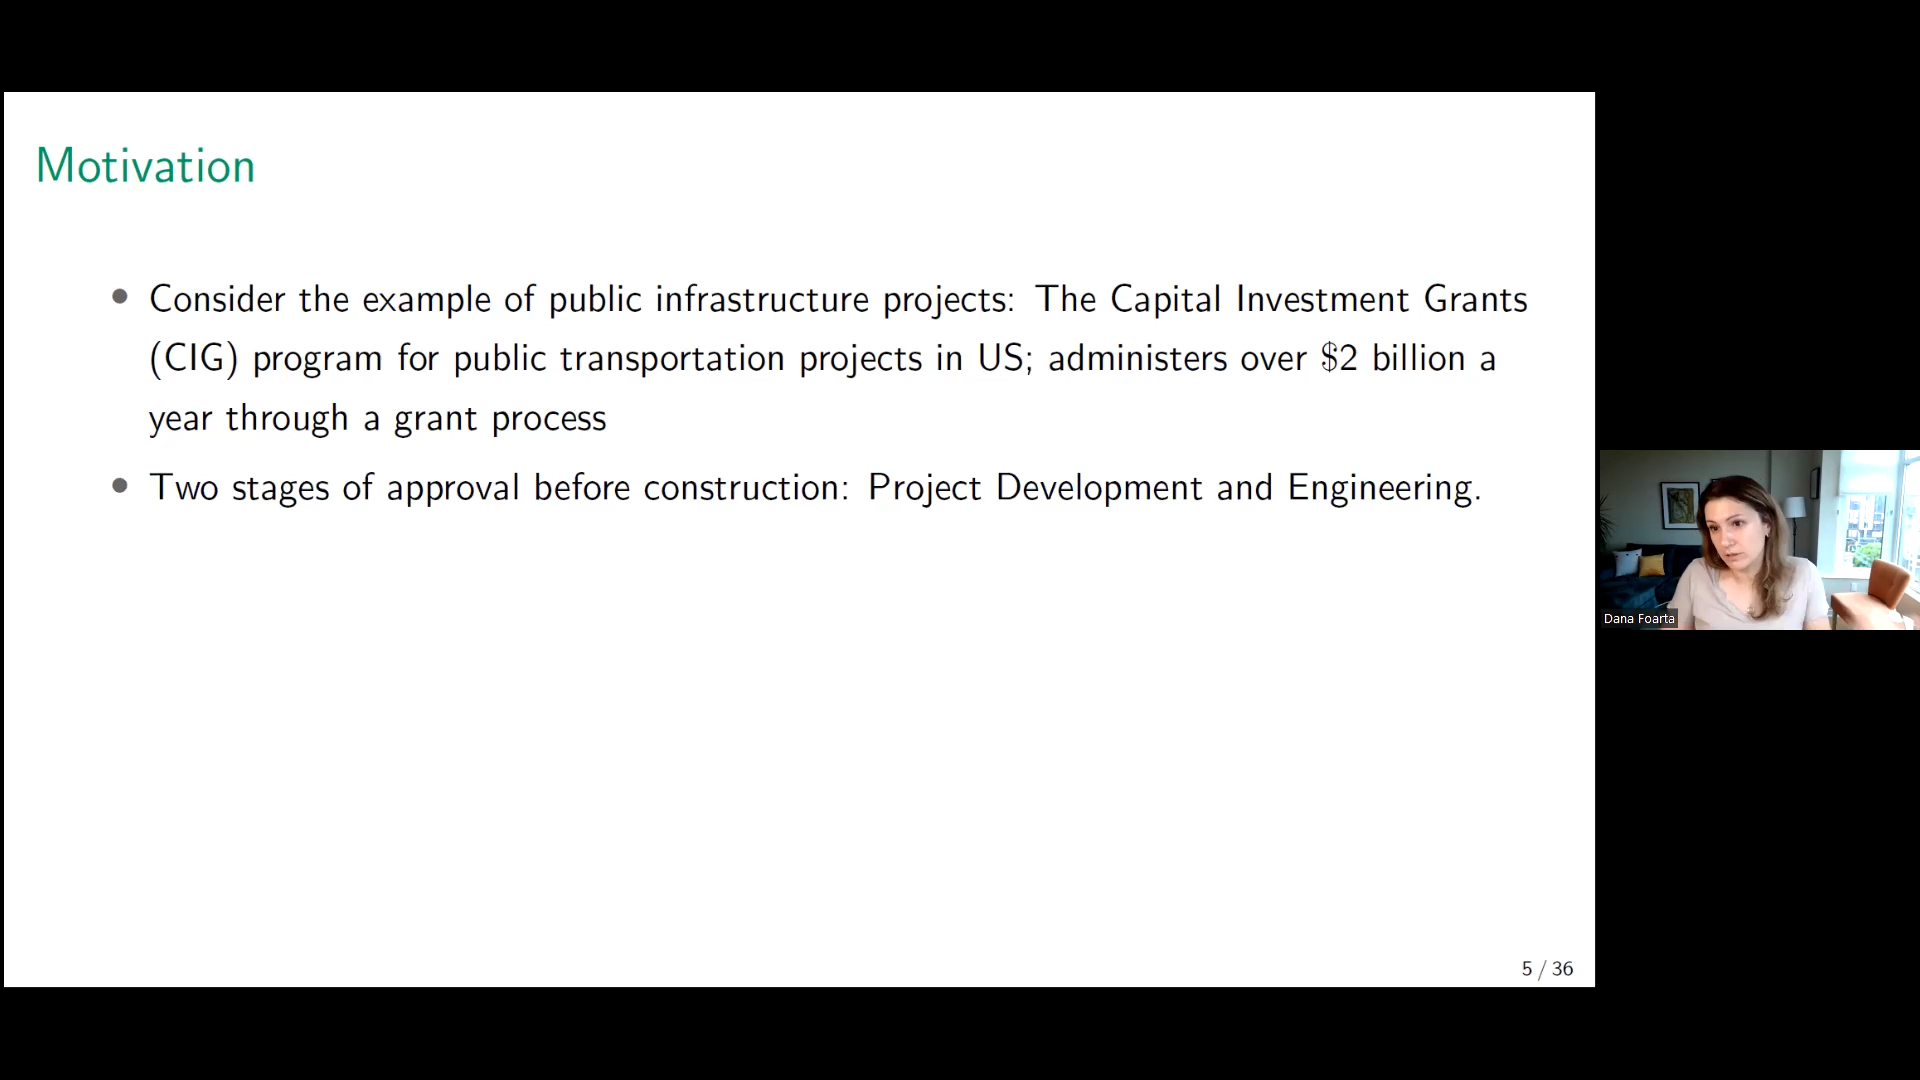 Motivation
• Consider the example of public infrastructure projects: The Capital Investment Grants
(CIG) program for public transportation projects in US; administers over $2 billion a
year through a grant process
• Two stages of approval before construction: Project Development and Engineering.
Dana Foarta
5 / 36